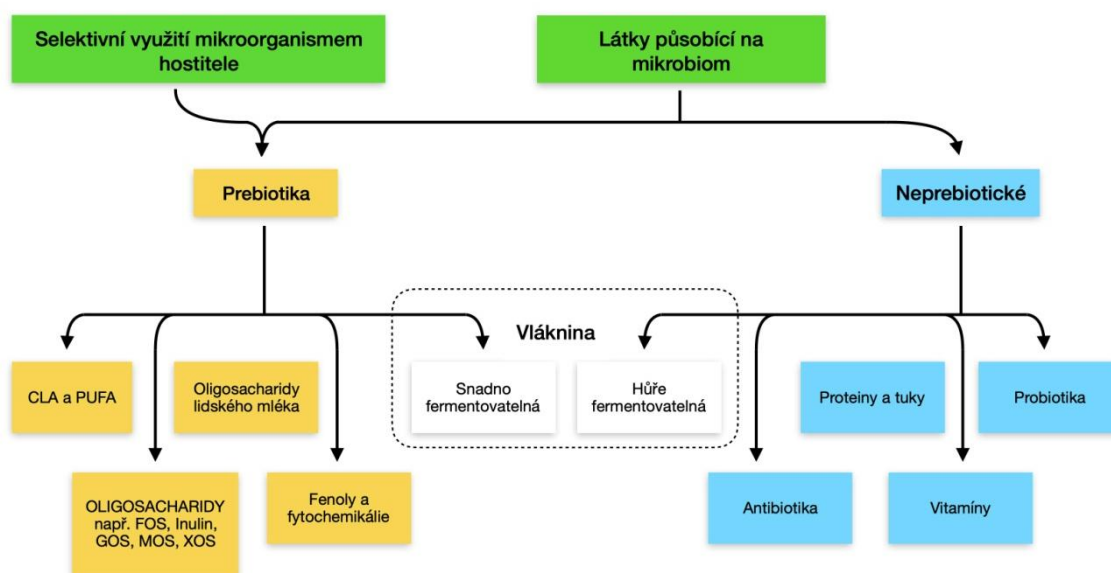 Selektivní využití mikroorganismem
hostitele
Látky působící na
mikrobiom
Prebiotika
Neprebiotické
Vláknina
CLA a PUFA
Oligosacharidy
lidského mléka
Snadno
fermentovatelná
Hůře
fermentovatelná
Proteiny a tuky
Probiotika
OLIGOSACHARIDY
např. FOS, Inulin,
GOS, MOS, XOS
Fenoly a
fytochemikálie
Antibiotika
Vitamíny